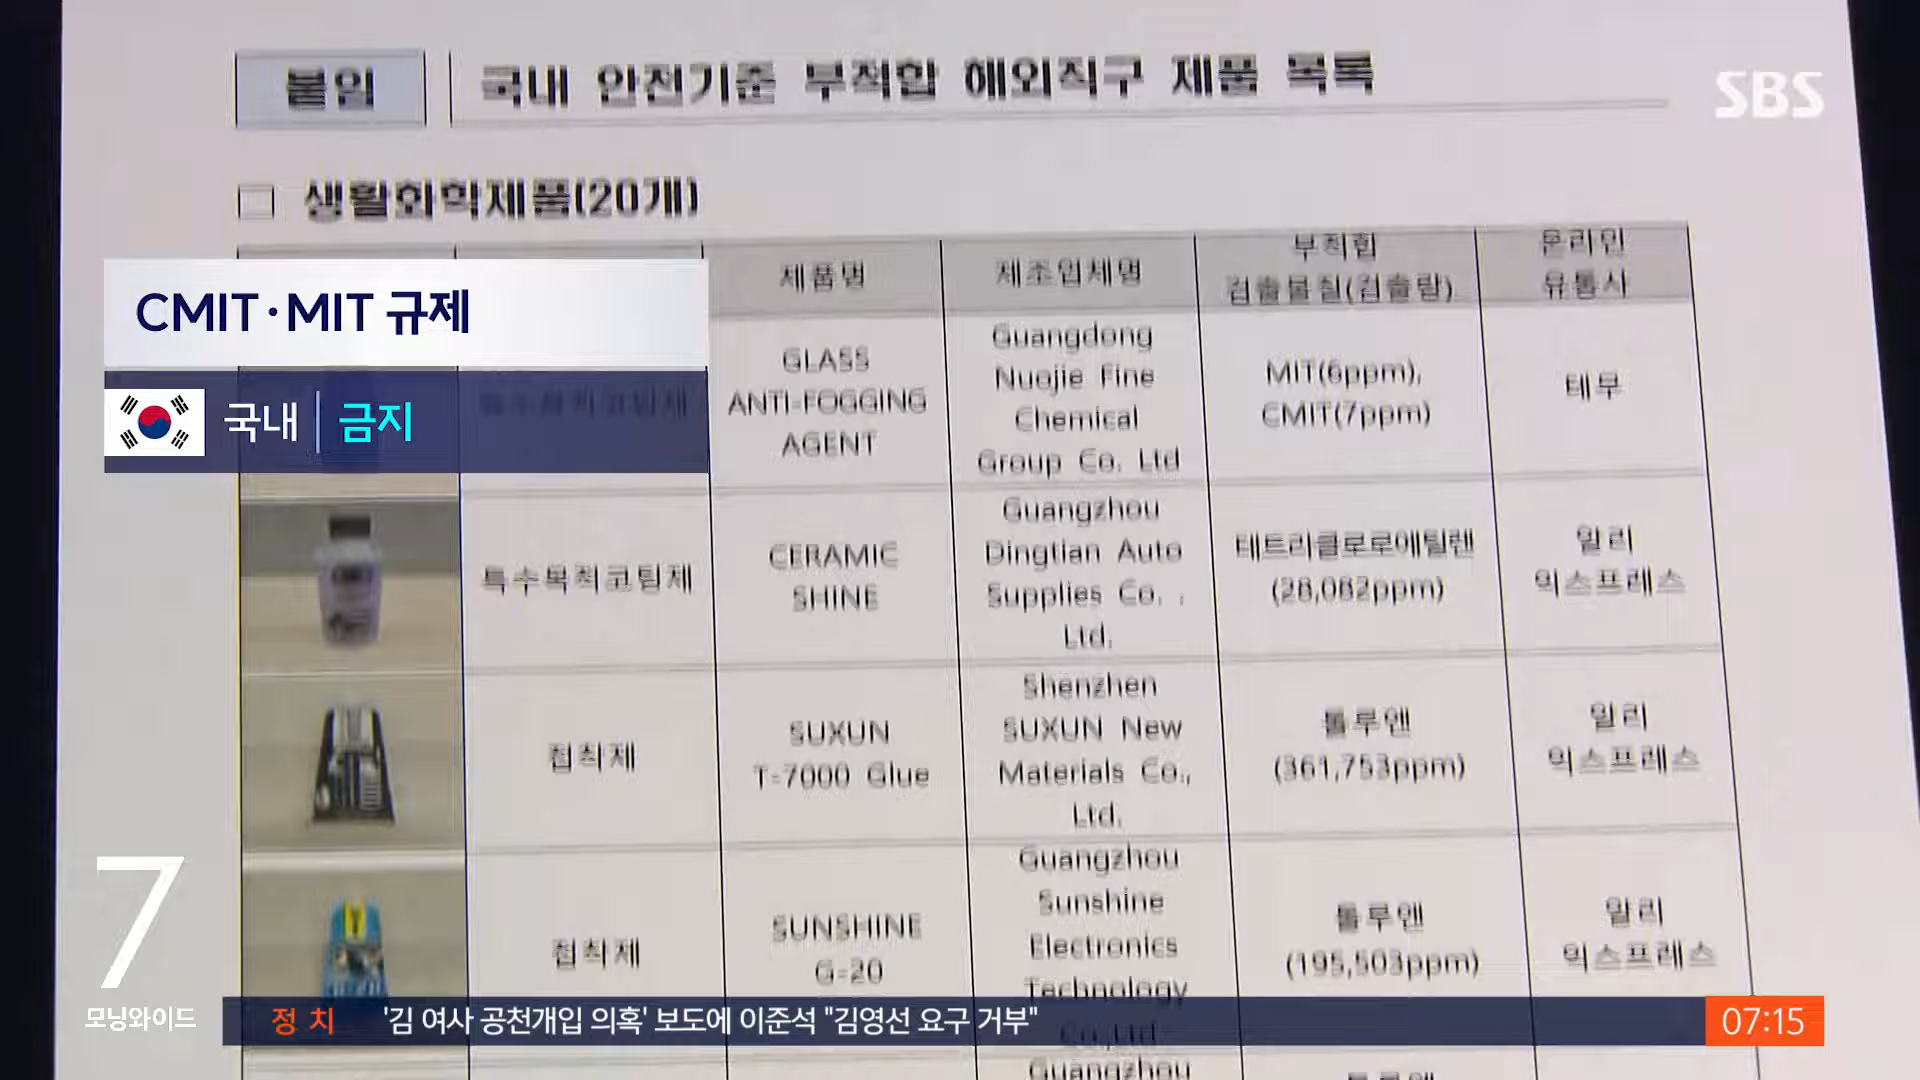 붙임
국내 안전기준 부적합 해외직구 제품 목록
SBS
□ 생활화학제품(20개)
제품명
제조업체명
부적합
검출물질(검출량)
온라인
유통사
CMIT·MIT 규제
국내 금지
GLASS
ANTI-FOGGING
AGENT
Guangdong
Nuojie Fine
Chemical
Group Co. Ltd
MIT(6ppm),
CMIT(7ppm)
테무
특수목적코팅제
CERAMIC
SHINE
Guangzhou
Dingtian Auto
Supplies Co. ,
Ltd.
테트라클로로에틸렌
(28,082ppm)
알리
익스프레스
접착제
SUXUN
T-7000 Glue
Shenzhen
SUXUN New
Materials Co.,
Ltd.
톨루엔
(361,753ppm)
알리
익스프레스
접착제
SUNSHINE
G-20
Guangzhou
Sunshine
Electronics
Technology
Co.,Ltd
톨루엔
(195,503ppm)
알리
익스프레스
Guangzhou
톨루엔
7
모닝와이드
정치 '김 여사 공천개입 의혹' 보도에 이준석 "김영선 요구 거부"
07:15